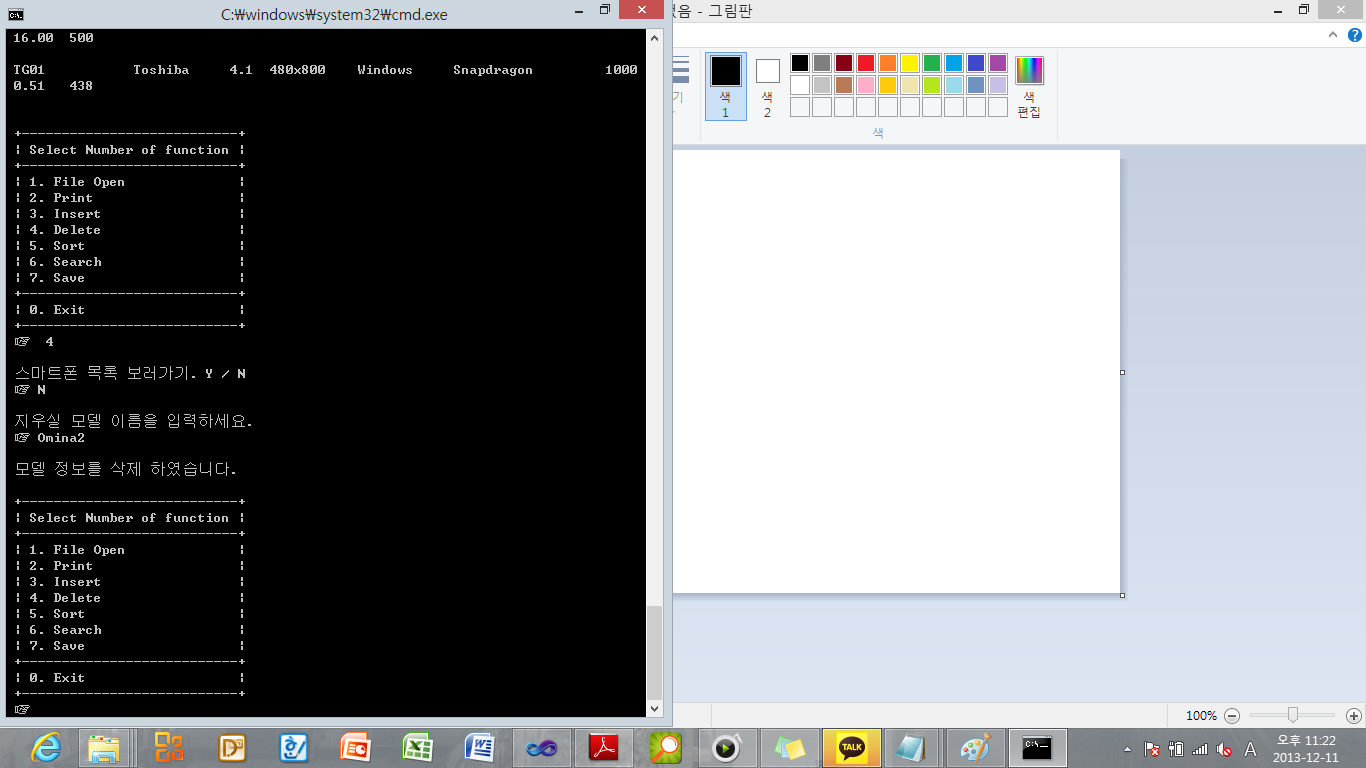 C:₩windows₩system32₩cmd.exe
없음 - 그림판
16.00 500
TG01 Toshiba 4.1 480x800 Windows Snapdragon 1000
0.51 438
+---------------------------+
| Select Number of function |
+---------------------------+
| 1. File Open |
| 2. Print |
| 3. Insert |
| 4. Delete |
| 5. Sort |
| 6. Search |
| 7. Save |
+---------------------------+
| 0. Exit |
+---------------------------+
☞ 4
스마트폰 목록 보러가기. Y / N
☞ N
지우실 모델 이름을 입력하세요.
☞ Omina2
모델 정보를 삭제 하였습니다.
+---------------------------+
| Select Number of function |
+---------------------------+
| 1. File Open |
| 2. Print |
| 3. Insert |
| 4. Delete |
| 5. Sort |
| 6. Search |
| 7. Save |
+---------------------------+
| 0. Exit |
+---------------------------+
☞
기
색
1
색
2
색
편집
색
100%
TALK
C:\
A
오후 11:22
2013-12-11